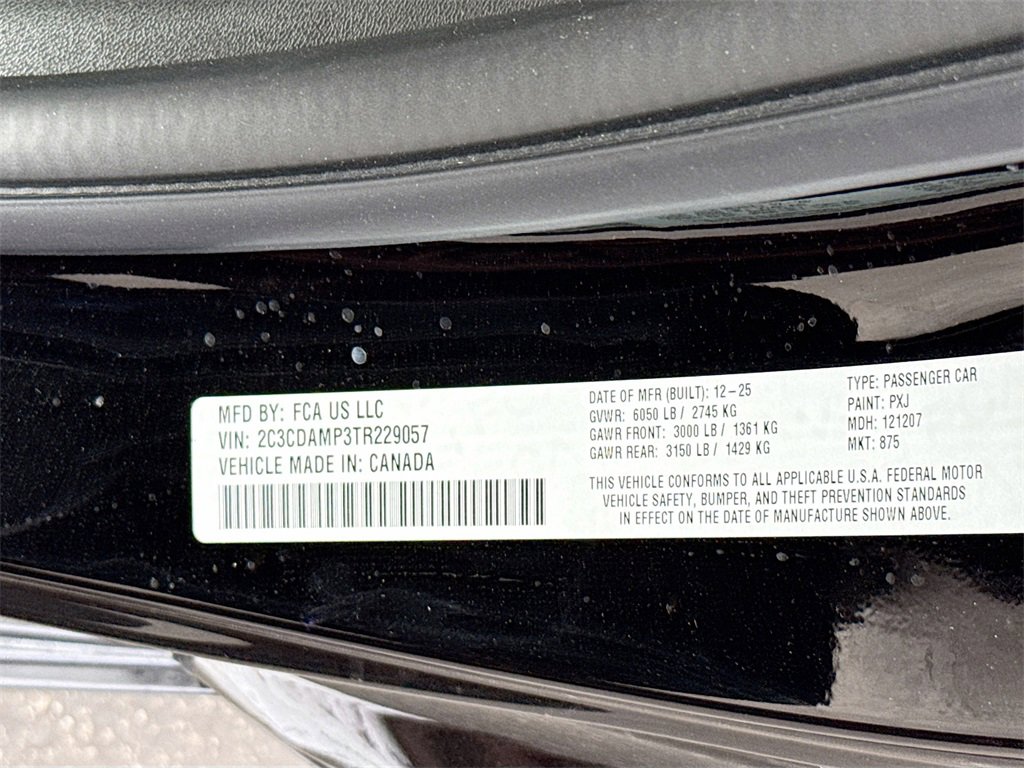 MFD BY: FCA US LLC
VIN: 2C3CDAMP3TR229057
VEHICLE MADE IN: CANADA
DATE OF MFR (BUILT): 12-25
GVWR: 6050 LB / 2745 KG
GAWR FRONT: 3000 LB / 1361 KG
GAWR REAR: 3150 LB / 1429 KG
TYPE: PASSENGER CAR
PAINT: PXJ
MDH: 121207
MKT: 875
THIS VEHICLE CONFORMS TO ALL APPLICABLE U.S.A. FEDERAL MOTOR
VEHICLE SAFETY, BUMPER, AND THEFT PREVENTION STANDARDS
IN EFFECT ON THE DATE OF MANUFACTURE SHOWN ABOVE.